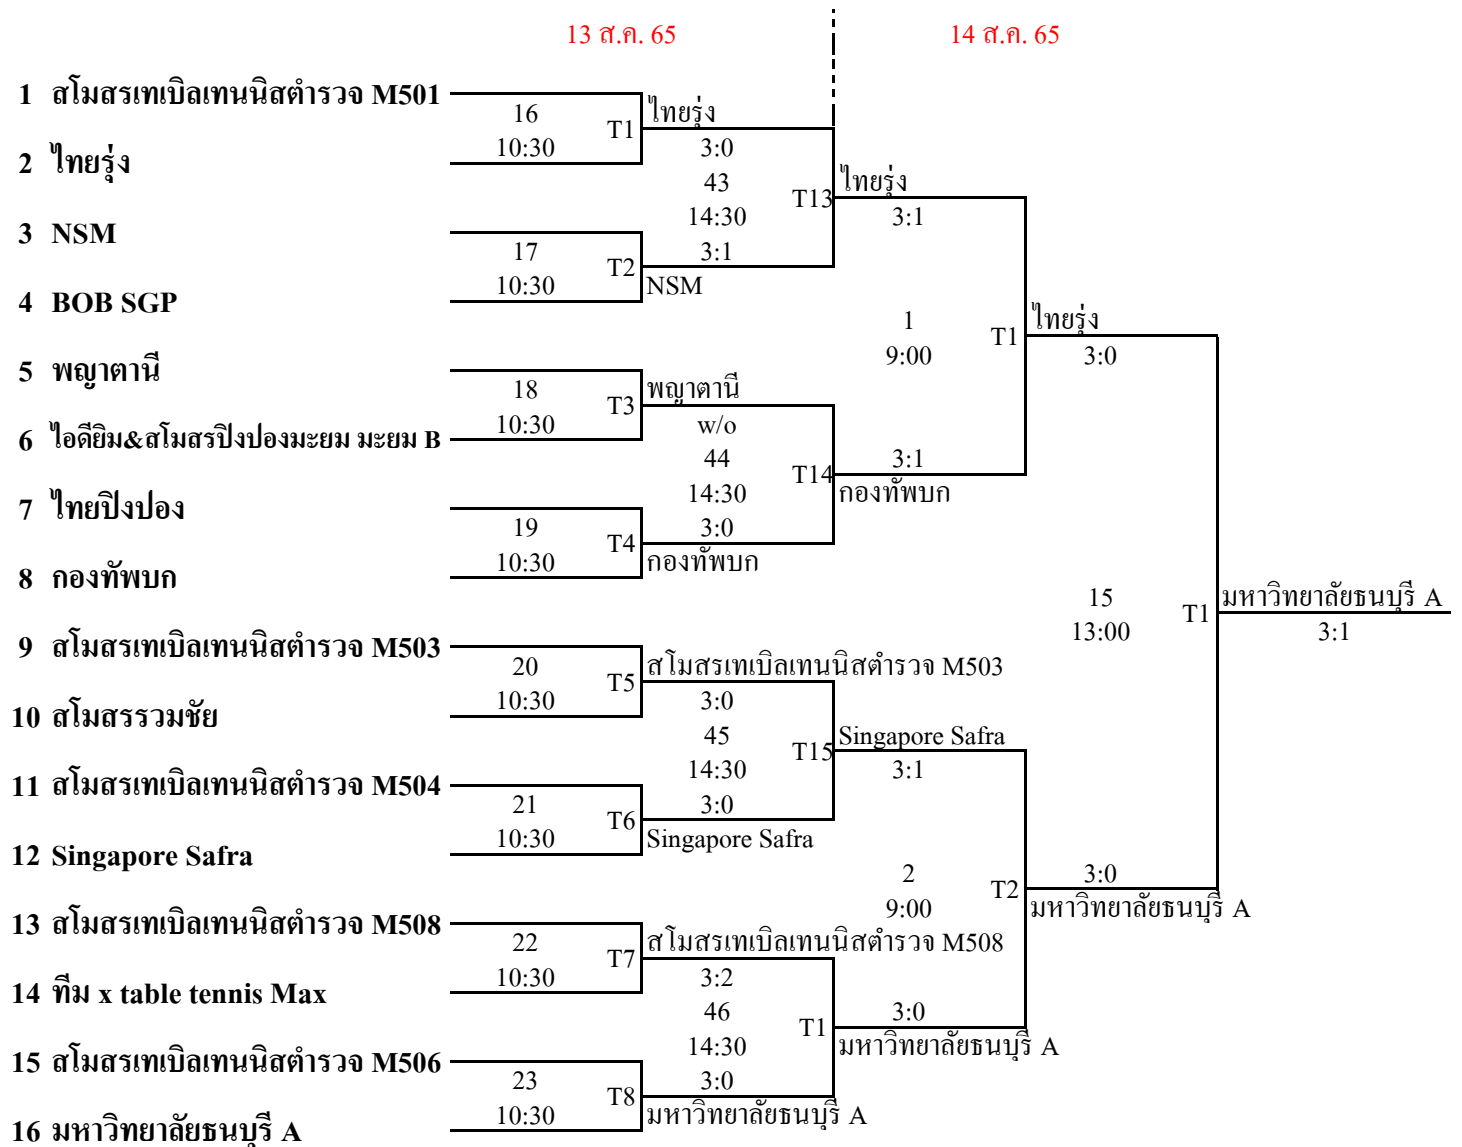 13 ส.ค. 65
14 ส.ค. 65
1 สโมสรเทเบิลเทนนิสตำรวจ M501
16
10:30
T1
ไทยรุ่ง
3:0
2 ไทยรุ่ง
43
14:30
T13
ไทยรุ่ง
3:1
3 NSM
17
10:30
T2
3:1
NSM
4 BOB SGP
1
9:00
T1
ไทยรุ่ง
3:0
5 พญาตานี
18
10:30
T3
พญาตานี
w/o
6 ไอดียิม&สโมสรปิงปองมะยม มะยม B
44
14:30
T14
3:1
กองทัพบก
7 ไทยปิงปอง
19
10:30
T4
3:0
กองทัพบก
8 กองทัพบก
15
13:00
T1
มหาวิทยาลัยธนบุรี A
3:1
9 สโมสรเทเบิลเทนนิสตำรวจ M503
20
10:30
T5
สโมสรเทเบิลเทนนิสตำรวจ M503
3:0
10 สโมสรรวมชัย
45
14:30
T15
Singapore Safra
3:1
11 สโมสรเทเบิลเทนนิสตำรวจ M504
21
10:30
T6
3:0
Singapore Safra
12 Singapore Safra
2
9:00
T2
3:0
มหาวิทยาลัยธนบุรี A
13 สโมสรเทเบิลเทนนิสตำรวจ M508
22
10:30
T7
สโมสรเทเบิลเทนนิสตำรวจ M508
3:2
14 ทีม x table tennis Max
46
14:30
T1
3:0
มหาวิทยาลัยธนบุรี A
15 สโมสรเทเบิลเทนนิสตำรวจ M506
23
10:30
T8
3:0
มหาวิทยาลัยธนบุรี A
16 มหาวิทยาลัยธนบุรี A